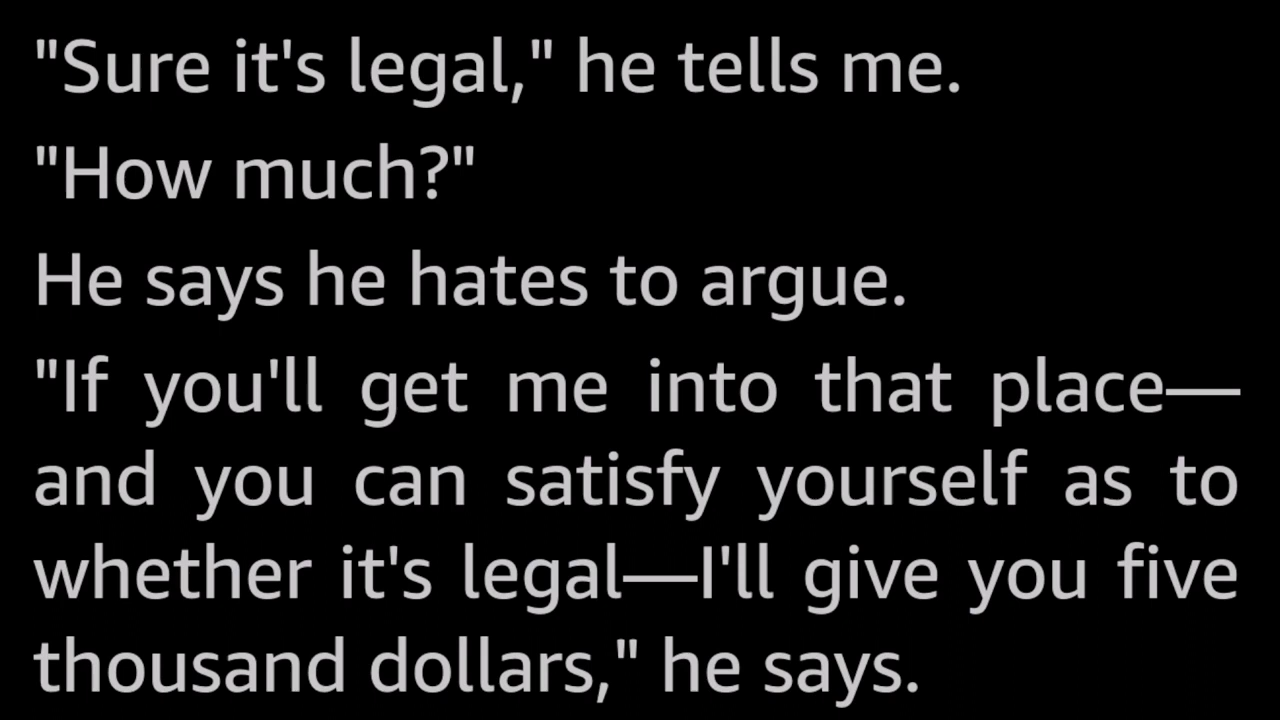 "Sure it's legal," he tells me.
"How much?"
He says he hates to argue.
"If you'll get me into that place—
and you can satisfy yourself as to
whether it's legal—I'll give you five
thousand dollars," he says.